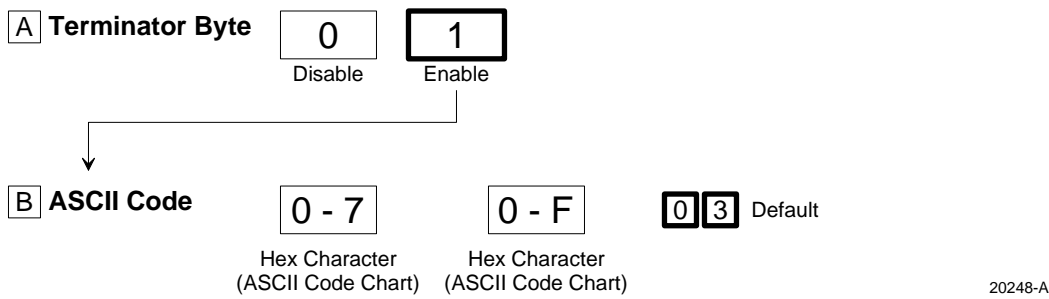 A Terminator Byte 0 1
Disable Enable
B ASCII Code 0 - 7 0 - F 0 3 Default
Hex Character Hex Character
(ASCII Code Chart) (ASCII Code Chart)
20248-A